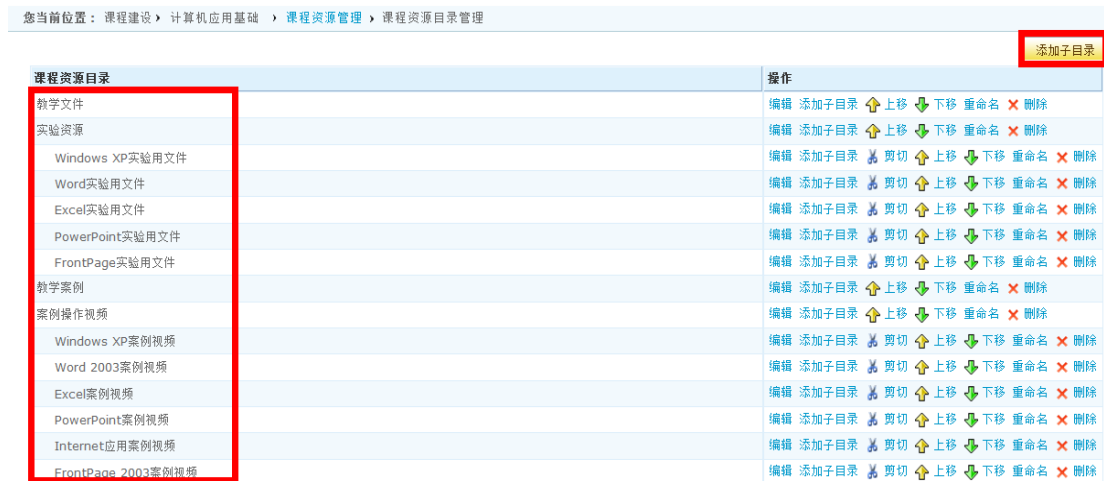 您当前位置： 课程建设 › 计算机应用基础 › 课程资源管理 › 课程资源目录管理
添加子目录
课程资源目录 操作
教学文件 编辑 添加子目录 上移 下移 重命名 删除
实验资源 编辑 添加子目录 上移 下移 重命名 删除
Windows XP实验用文件 编辑 添加子目录 剪切 上移 下移 重命名 删除
Word实验用文件 编辑 添加子目录 剪切 上移 下移 重命名 删除
Excel实验用文件 编辑 添加子目录 剪切 上移 下移 重命名 删除
PowerPoint实验用文件 编辑 添加子目录 剪切 上移 下移 重命名 删除
FrontPage实验用文件 编辑 添加子目录 剪切 上移 下移 重命名 删除
教学案例 编辑 添加子目录 上移 下移 重命名 删除
案例操作视频 编辑 添加子目录 上移 下移 重命名 删除
Windows XP案例视频 编辑 添加子目录 剪切 上移 下移 重命名 删除
Word 2003案例视频 编辑 添加子目录 剪切 上移 下移 重命名 删除
Excel案例视频 编辑 添加子目录 剪切 上移 下移 重命名 删除
PowerPoint案例视频 编辑 添加子目录 剪切 上移 下移 重命名 删除
Internet应用案例视频 编辑 添加子目录 剪切 上移 下移 重命名 删除
FrontPage 2003案例视频 编辑 添加子目录 剪切 上移 下移 重命名 删除